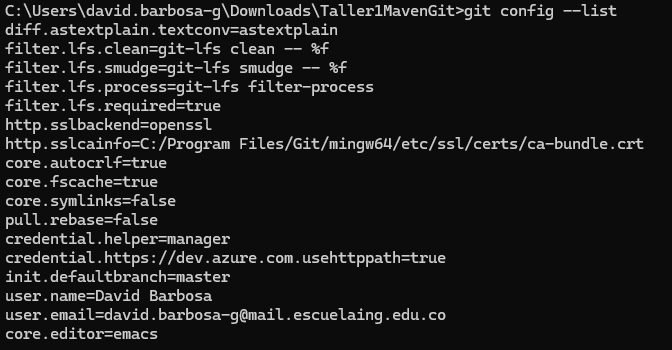 C:\Users\david.barbosa-g\Downloads\Taller1MavenGit>git config --list
diff.astextplain.textconv=astextplain
filter.lfs.clean=git-lfs clean -- %f
filter.lfs.smudge=git-lfs smudge -- %f
filter.lfs.process=git-lfs filter-process
filter.lfs.required=true
http.sslbackend=openssl
http.sslcainfo=C:/Program Files/Git/mingw64/etc/ssl/certs/ca-bundle.crt
core.autocrlf=true
core.fscache=true
core.symlinks=false
pull.rebase=false
credential.helper=manager
credential.https://dev.azure.com.usehttppath=true
init.defaultbranch=master
user.name=David Barbosa
user.email=david.barbosa-g@mail.escuelaing.edu.co
core.editor=emacs